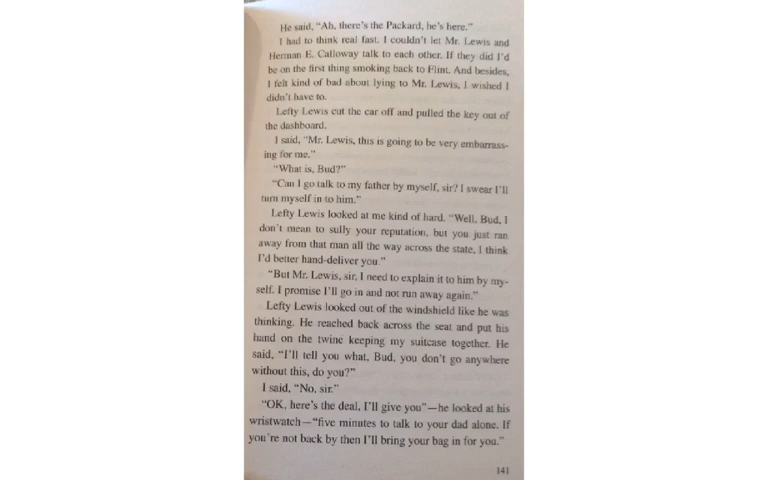 He said, “Ah, there’s the Packard, he’s here.”
I had to think real fast. I couldn’t let Mr. Lewis and
Herman E. Calloway talk to each other. If they did I’d
be on the first thing smoking back to Flint. And besides,
I felt kind of bad about lying to Mr. Lewis, I wished I
didn’t have to.
Lefty Lewis cut the car off and pulled the key out of
the dashboard.
I said, “Mr. Lewis, this is going to be very embarrass-
ing for me.”
“What is, Bud?”
“Can I go talk to my father by myself, sir? I swear I’ll
turn myself in to him.”
Lefty Lewis looked at me kind of hard. “Well, Bud, I
don’t mean to sully your reputation, but you just ran
away from that man all the way across the state, I think
I’d better hand-deliver you.”
“But Mr. Lewis, sir, I need to explain it to him by my-
self. I promise I’ll go in and not run away again.”
Lefty Lewis looked out of the windshield like he was
thinking. He reached back across the seat and put his
hand on the twine keeping my suitcase together. He
said, “I’ll tell you what, Bud, you don’t go anywhere
without this, do you?”
I said, “No, sir.”
“OK, here’s the deal, I’ll give you”—he looked at his
wristwatch—“five minutes to talk to your dad alone. If
you’re not back by then I’ll bring your bag in for you.”
141